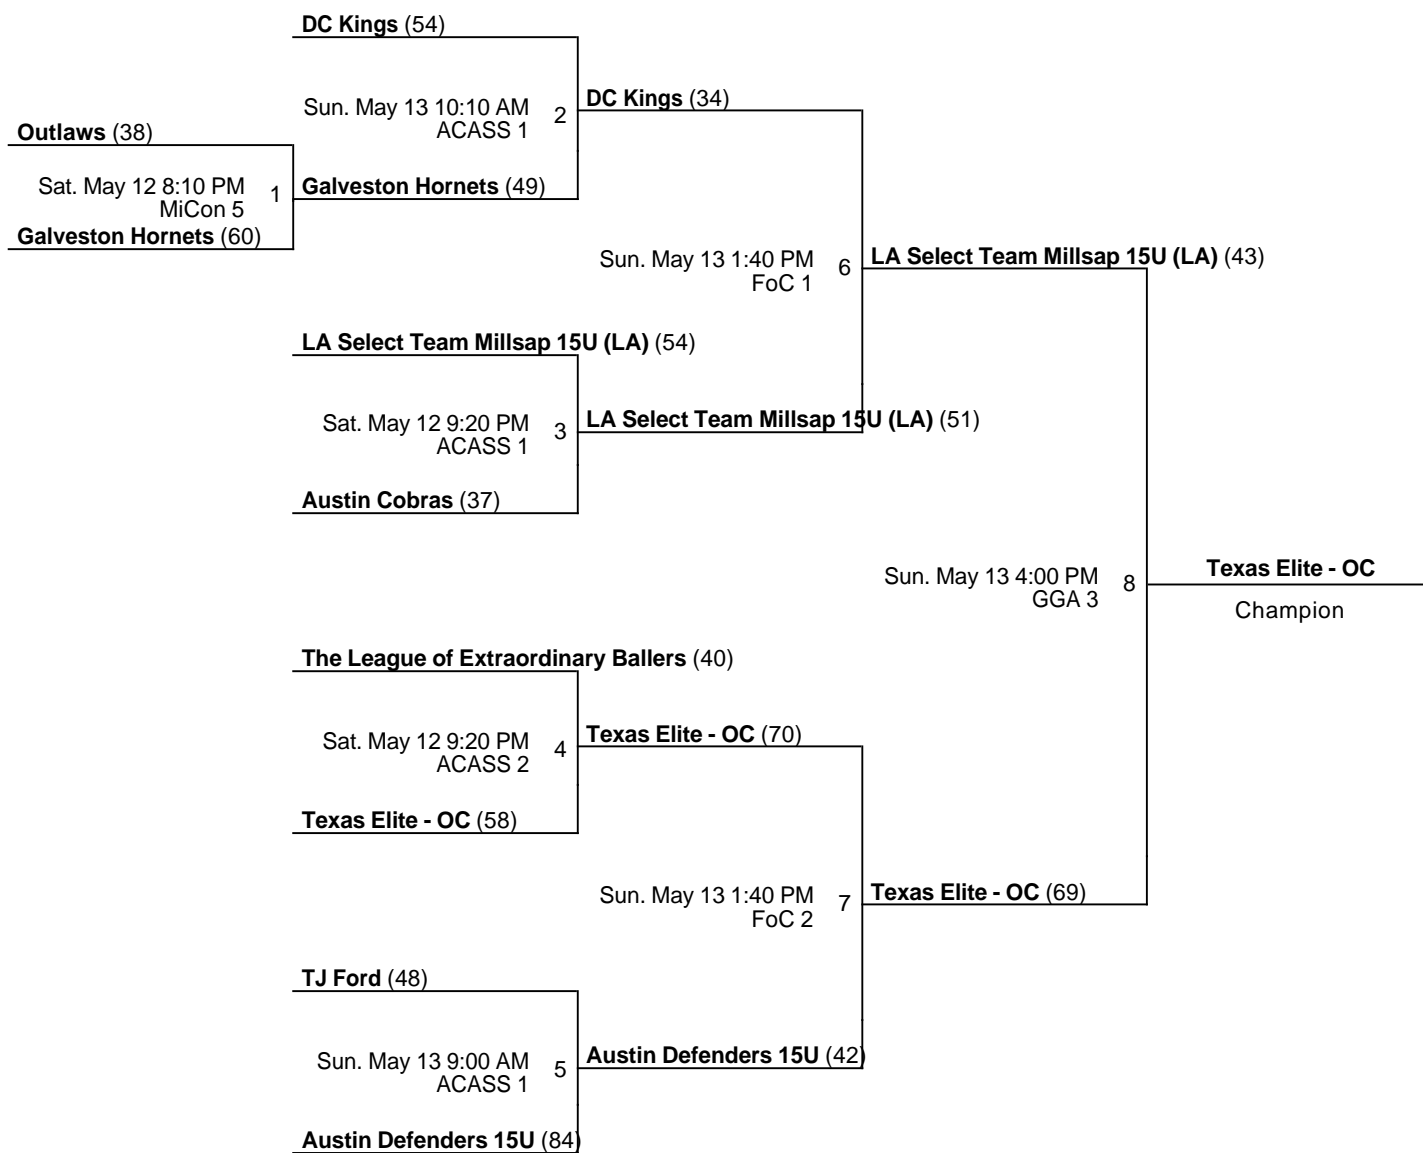 DC Kings (54)
Sun. May 13 10:10 AM
ACASS 1
2
DC Kings (34)
Outlaws (38)
Sat. May 12 8:10 PM
MiCon 5
1
Galveston Hornets (49)
Galveston Hornets (60)
Sun. May 13 1:40 PM
FoC 1
6
LA Select Team Millsap 15U (LA) (43)
LA Select Team Millsap 15U (LA) (54)
Sat. May 12 9:20 PM
ACASS 1
3
LA Select Team Millsap 15U (LA) (51)
Austin Cobras (37)
Sun. May 13 4:00 PM
GGA 3
8
Texas Elite - OC
Champion
The League of Extraordinary Ballers (40)
Sat. May 12 9:20 PM
ACASS 2
4
Texas Elite - OC (70)
Texas Elite - OC (58)
Sun. May 13 1:40 PM
FoC 2
7
Texas Elite - OC (69)
TJ Ford (48)
Sun. May 13 9:00 AM
ACASS 1
5
Austin Defenders 15U (42)
Austin Defenders 15U (84)